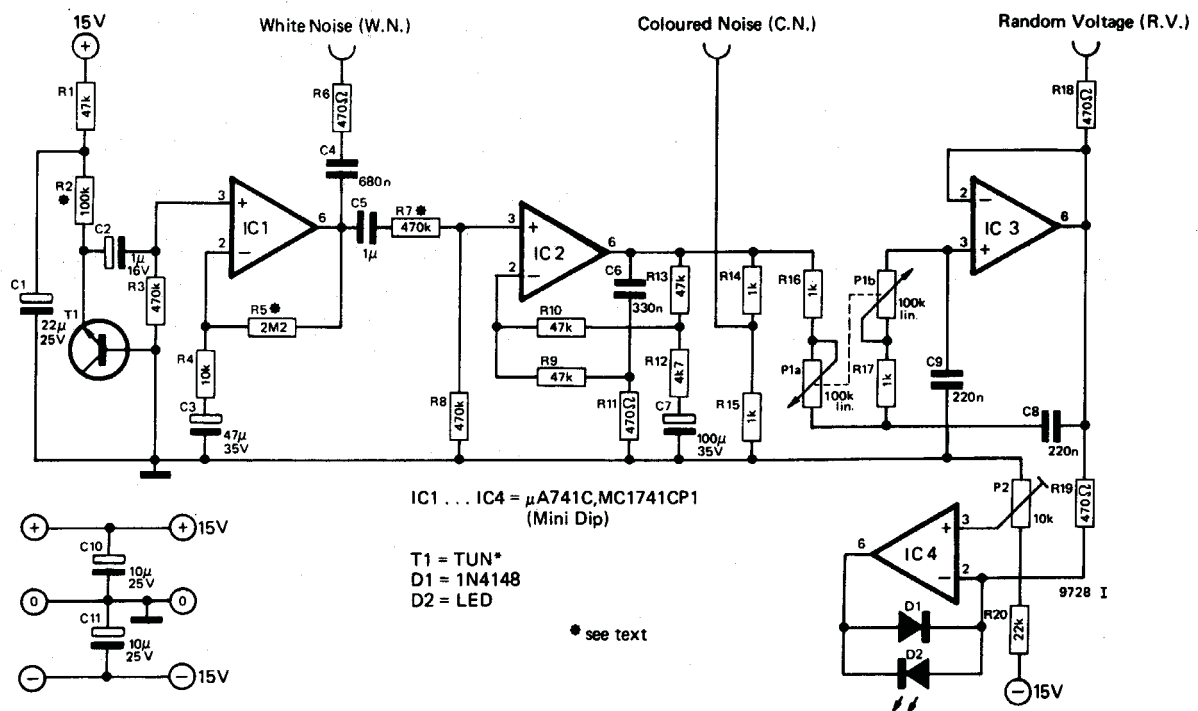 15V
White Noise (W.N.)
Coloured Noise (C.N.)
Random Voltage (R.V.)
+
R1
47k
R6
470Ω
R18
470Ω
C4
680n
R2
*
100k
C2
1µ
16V
R3
470k
3
+
2
−
IC1
6
C5
1µ
R7*
470k
3
+
2
−
IC 2
6
C6
330n
R13
47k
R14
1k
R16
1k
P1b
100k
lin.
2
−
3
+
IC 3
6
C1
22µ
25V
T1
R5*
2M2
R4
10k
C3
47µ
35V
R10
47k
R9
47k
R12
4k7
R8
470k
R11
470Ω
C7
100µ
35V
R15
1k
P1a
100k
lin.
R17
1k
C9
220n
C8
220n
IC1 . . . IC4 = µA741C,MC1741CP1
(Mini Dip)
T1 = TUN*
D1 = 1N4148
D2 = LED
* see text
P2
10k
R19
470Ω
6
3
+
IC4
−
2
9728 I
D1
D2
R20
22k
−
15V
+
+
15V
C10
10µ
25V
0
0
C11
10µ
25V
−
−
15V